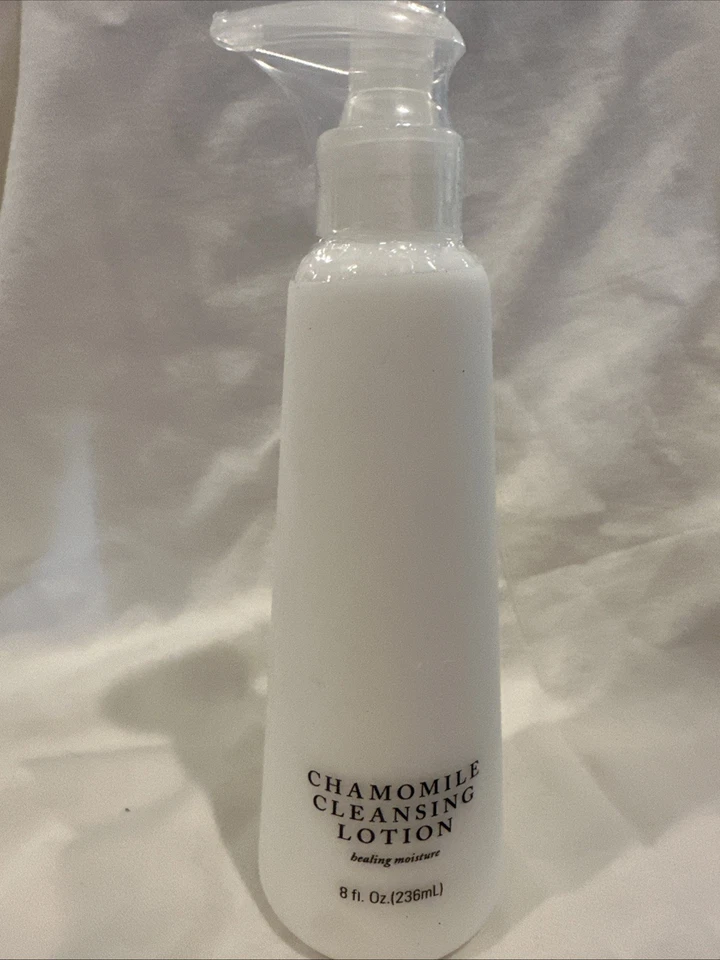 CHAMOMILE
CLEANSING
LOTION
healing moisture
8 fl. Oz.(236mL)